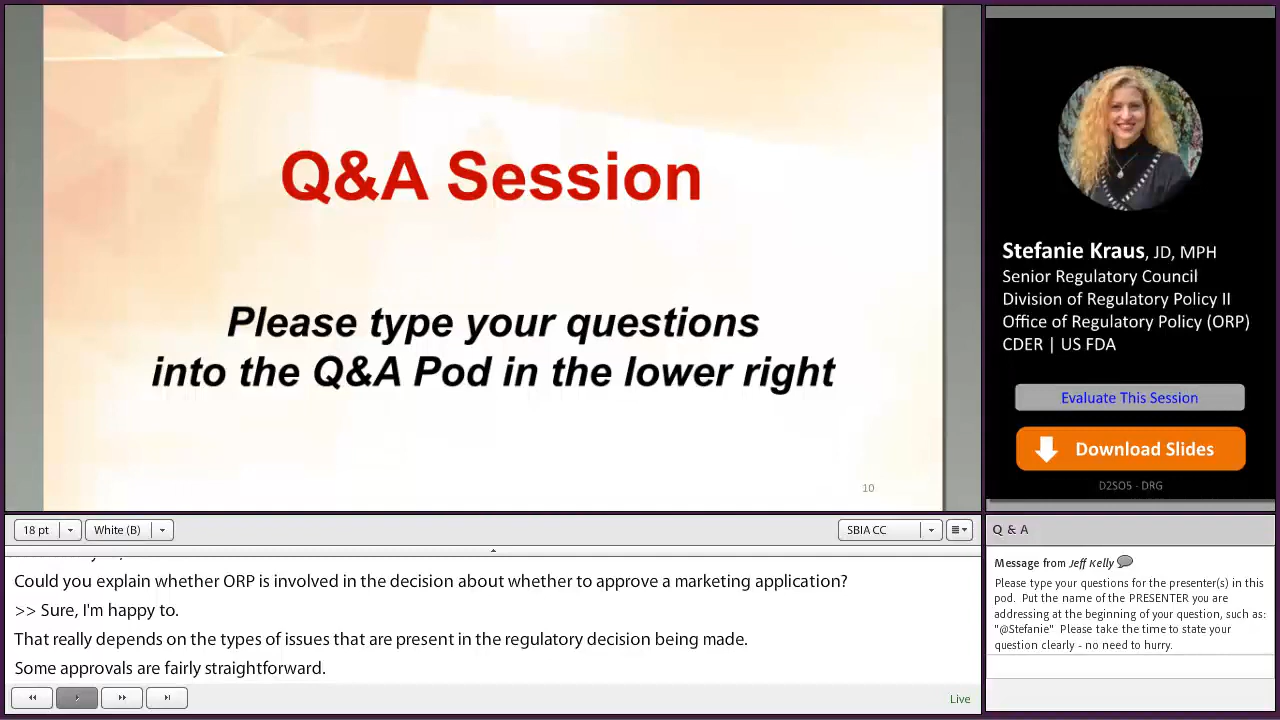 Q&A Session
Please type your questions
into the Q&A Pod in the lower right
10
Stefanie Kraus, JD, MPH
Senior Regulatory Council
Division of Regulatory Policy II
Office of Regulatory Policy (ORP)
CDER | US FDA
Evaluate This Session
Download Slides
D2SO5 - DRG
18 pt
White (B)
SBIA CC
Could you explain whether ORP is involved in the decision about whether to approve a marketing application?
>> Sure, I'm happy to.
That really depends on the types of issues that are present in the regulatory decision being made.
Some approvals are fairly straightforward.
Live
Q & A
Message from Jeff Kelly
Please type your questions for the presenter(s) in this
pod. Put the name of the PRESENTER you are
addressing at the beginning of your question, such as:
"@Stefanie" Please take the time to state your
question clearly - no need to hurry.